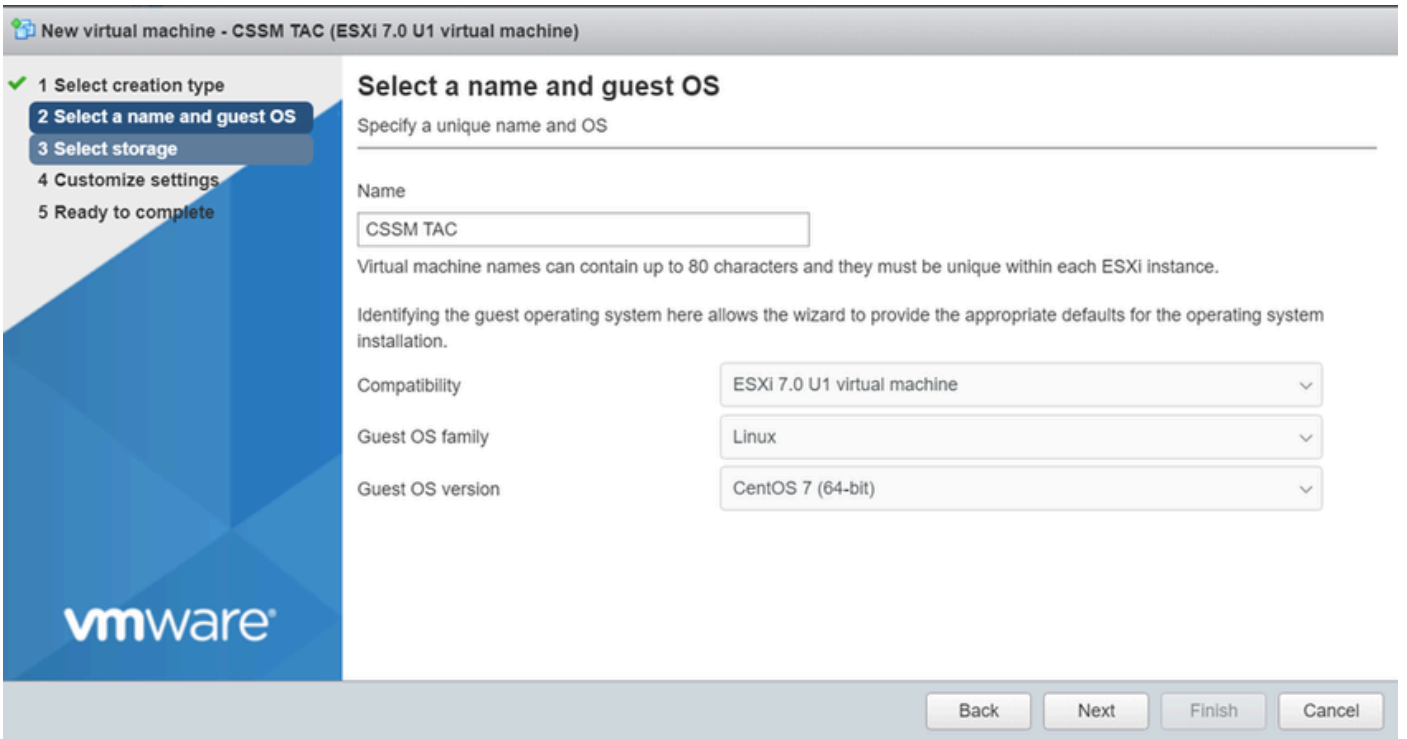 New virtual machine - CSSM TAC (ESXi 7.0 U1 virtual machine)
1 Select creation type
2 Select a name and guest OS
3 Select storage
4 Customize settings
5 Ready to complete
vmware®
Select a name and guest OS
Specify a unique name and OS
Name
CSSM TAC
Virtual machine names can contain up to 80 characters and they must be unique within each ESXi instance.
Identifying the guest operating system here allows the wizard to provide the appropriate defaults for the operating system
installation.
Compatibility ESXi 7.0 U1 virtual machine
Guest OS family Linux
Guest OS version CentOS 7 (64-bit)
Back Next Finish Cancel